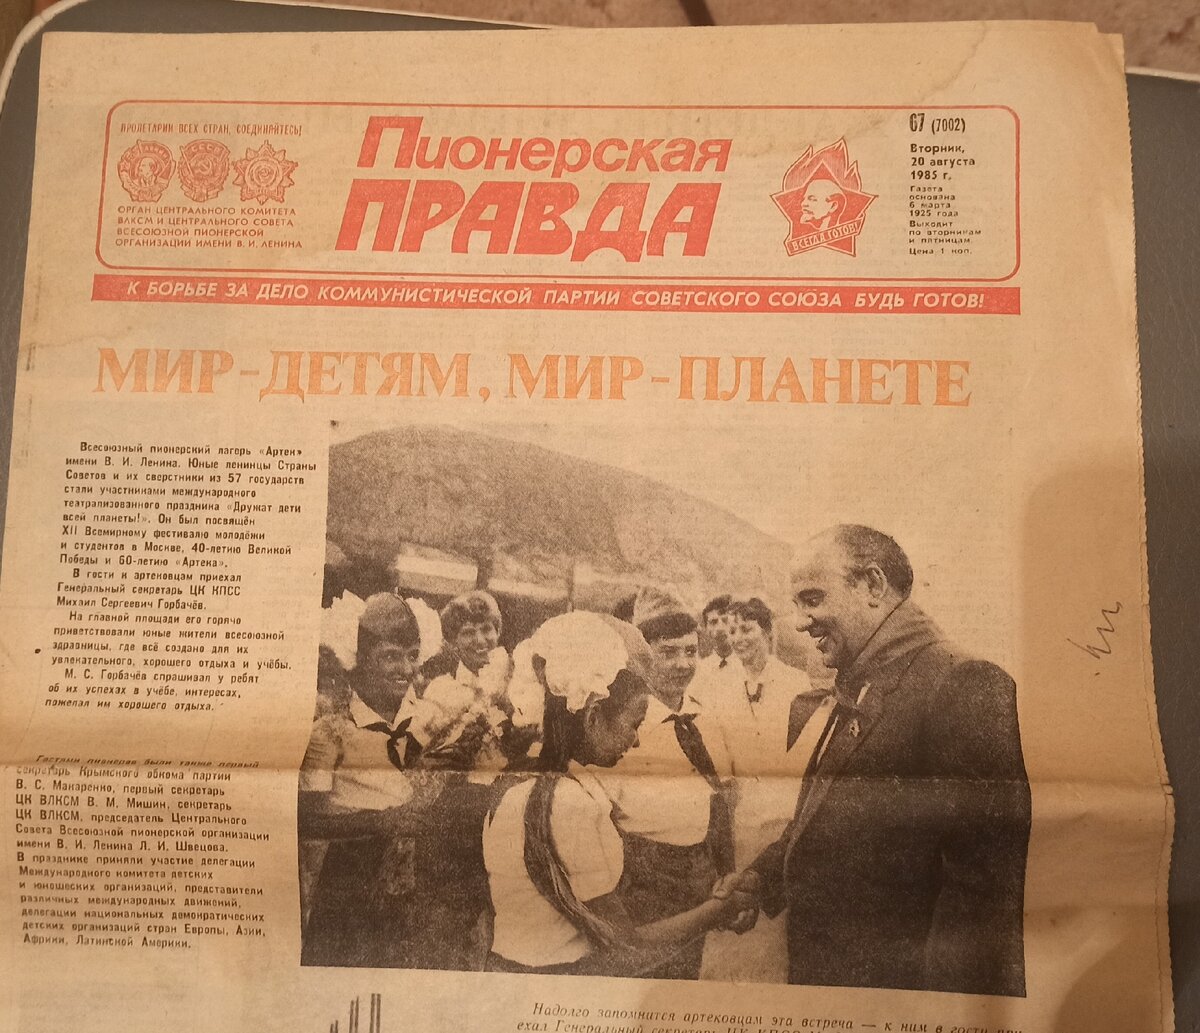 ПРОЛЕТАРИИ ВСЕХ СТРАН, СОЕДИНЯЙТЕСЬ!
ОРГАН ЦЕНТРАЛЬНОГО КОМИТЕТА
ВЛКСМ И ЦЕНТРАЛЬНОГО СОВЕТА
ВСЕСОЮЗНОЙ ПИОНЕРСКОЙ
ОРГАНИЗАЦИИ ИМЕНИ В. И. ЛЕНИНА
Пионерская
ПРАВДА
ВСЕГДА ГОТОВ!
67 (7002)
Вторник,
20 августа
1985 г.
Газета
основана
6 марта
1925 года
Выходит
по вторникам
и пятницам.
Цена 1 коп.
К БОРЬБЕ ЗА ДЕЛО КОММУНИСТИЧЕСКОЙ ПАРТИИ СОВЕТСКОГО СОЮЗА БУДЬ ГОТОВ!
МИР-ДЕТЯМ, МИР-ПЛАНЕТЕ
Всесоюзный пионерский лагерь «Артек»
имени В. И. Ленина. Юные ленинцы Страны
Советов и их сверстники из 57 государств
стали участниками международного
театрализованного праздника «Дружат дети
всей планеты!». Он был посвящён
XII Всемирному фестивалю молодёжи
и студентов в Москве, 40-летию Великой
Победы и 60-летию «Артека».
В гости к артековцам приехал
Генеральный секретарь ЦК КПСС
Михаил Сергеевич Горбачёв.
На главной площади его горячо
приветствовали юные жители всесоюзной
здравницы, где всё создано для их
увлекательного, хорошего отдыха и учёбы.
М. С. Горбачёв спрашивал у ребят
об их успехах в учёбе, интересах,
пожелал им хорошего отдыха.
Гостями пионеров были также первый
секретарь Крымского обкома партии
В. С. Макаренко, первый секретарь
ЦК ВЛКСМ В. М. Мишин, секретарь
ЦК ВЛКСМ, председатель Центрального
Совета Всесоюзной пионерской организации
имени В. И. Ленина Л. И. Швецова.
В празднике приняли участие делегации
Международного комитета детских
и юношеских организаций, представители
различных международных движений,
делегации национальных демократических
детских организаций стран Европы, Азии,
Африки, Латинской Америки.
Надолго запомнится артековцам эта встреча — к ним в гости
ехал Генеральный секретарь ЦК КПСС